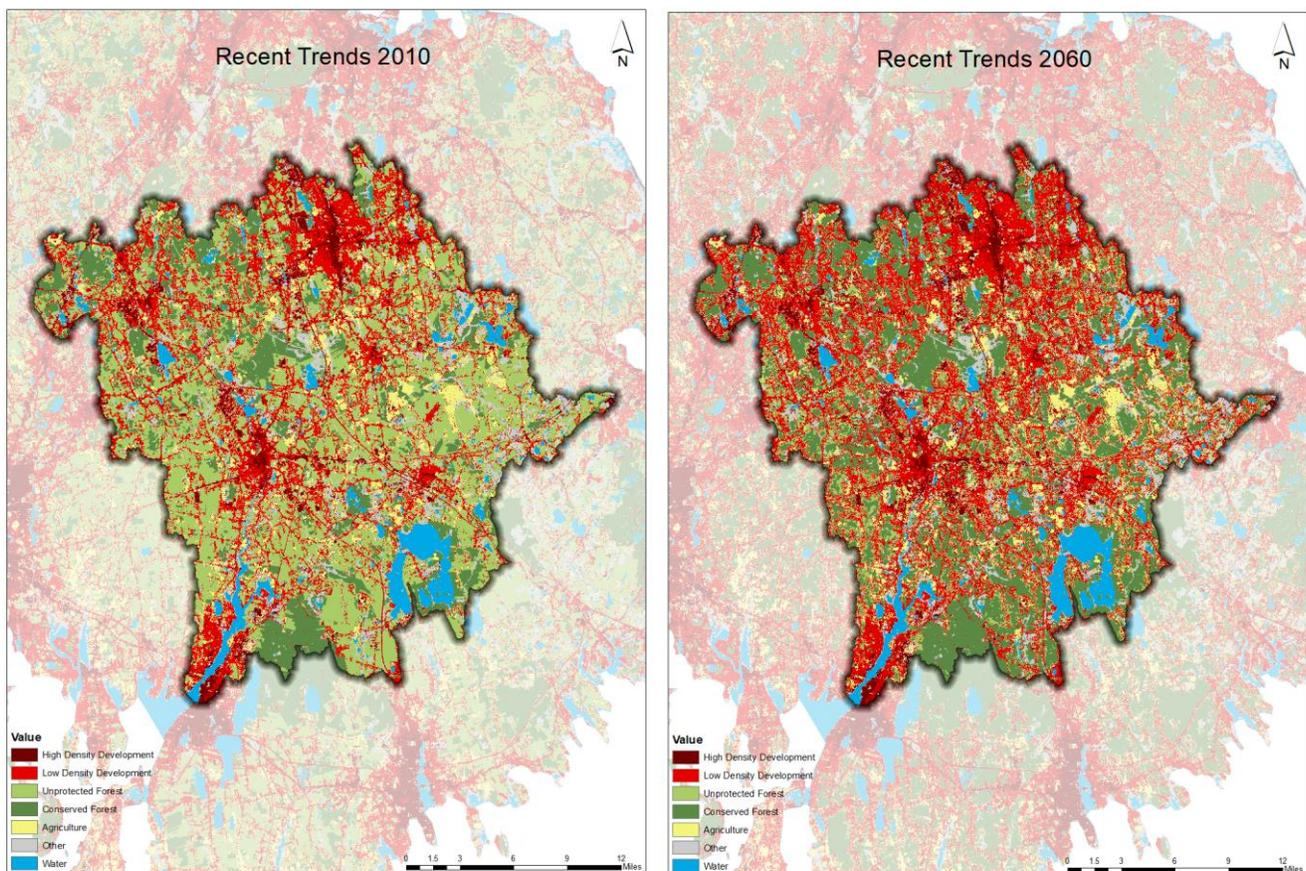 Recent Trends 2010
N
Value
High Density Development
Low Density Development
Unprotected Forest
Conserved Forest
Agriculture
Other
Water
0 1.5 3 6 9 12
Miles
Recent Trends 2060
N
Value
High Density Development
Low Density Development
Unprotected Forest
Conserved Forest
Agriculture
Other
Water
0 1.5 3 6 9 12
Miles